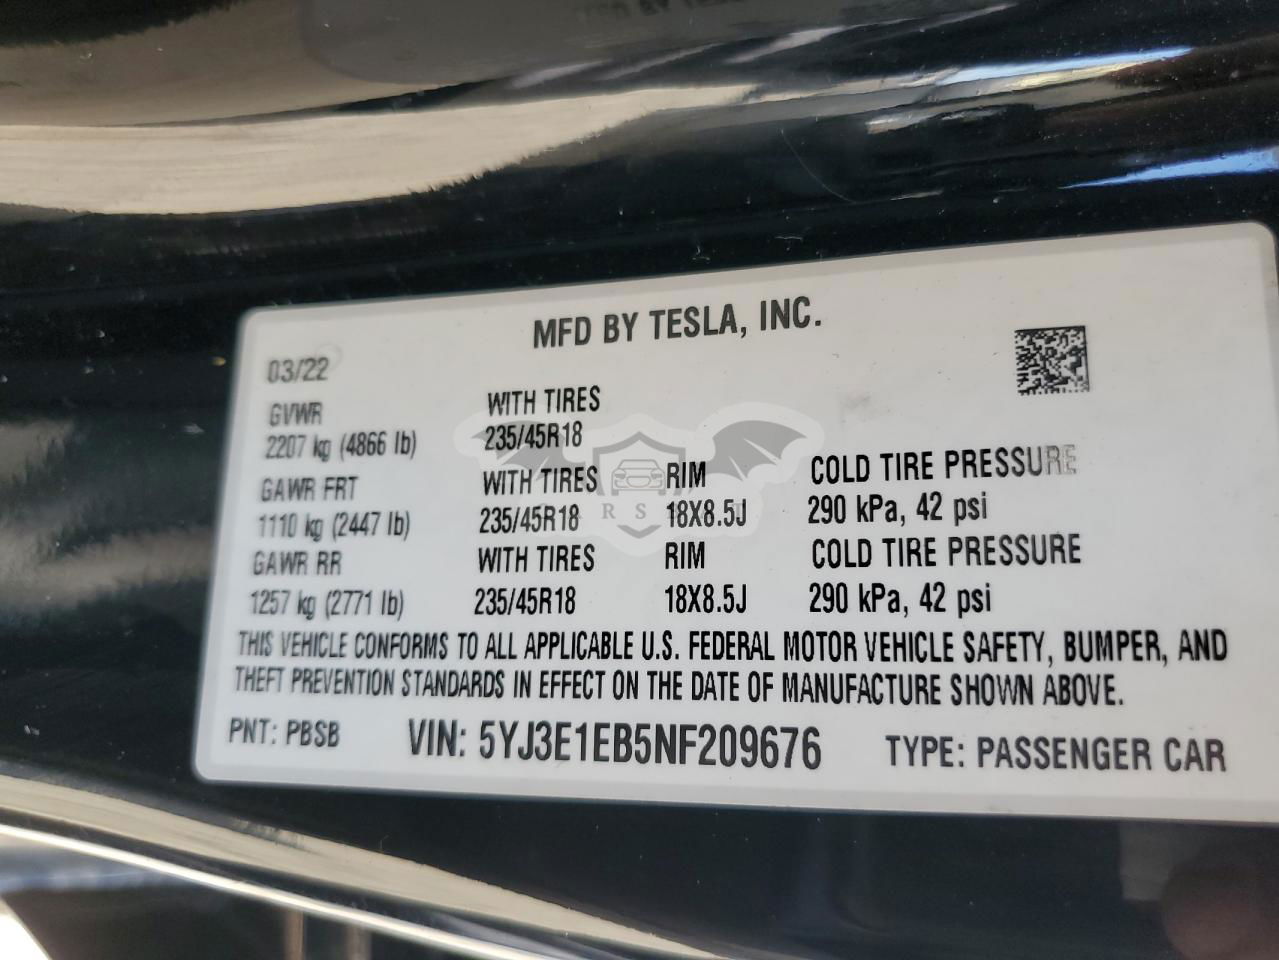 MFD BY TESLA, INC.
03/22
GVWR WITH TIRES
2207 kg (4866 lb) 235/45R18
GAWR FRT WITH TIRES RIM COLD TIRE PRESSURE
1110 kg (2447 lb) 235/45R18 18X8.5J 290 kPa, 42 psi
GAWR RR WITH TIRES RIM COLD TIRE PRESSURE
1257 kg (2771 lb) 235/45R18 18X8.5J 290 kPa, 42 psi
THIS VEHICLE CONFORMS TO ALL APPLICABLE U.S. FEDERAL MOTOR VEHICLE SAFETY, BUMPER, AND
THEFT PREVENTION STANDARDS IN EFFECT ON THE DATE OF MANUFACTURE SHOWN ABOVE.
PNT: PBSB VIN: 5YJ3E1EB5NF209676 TYPE: PASSENGER CAR